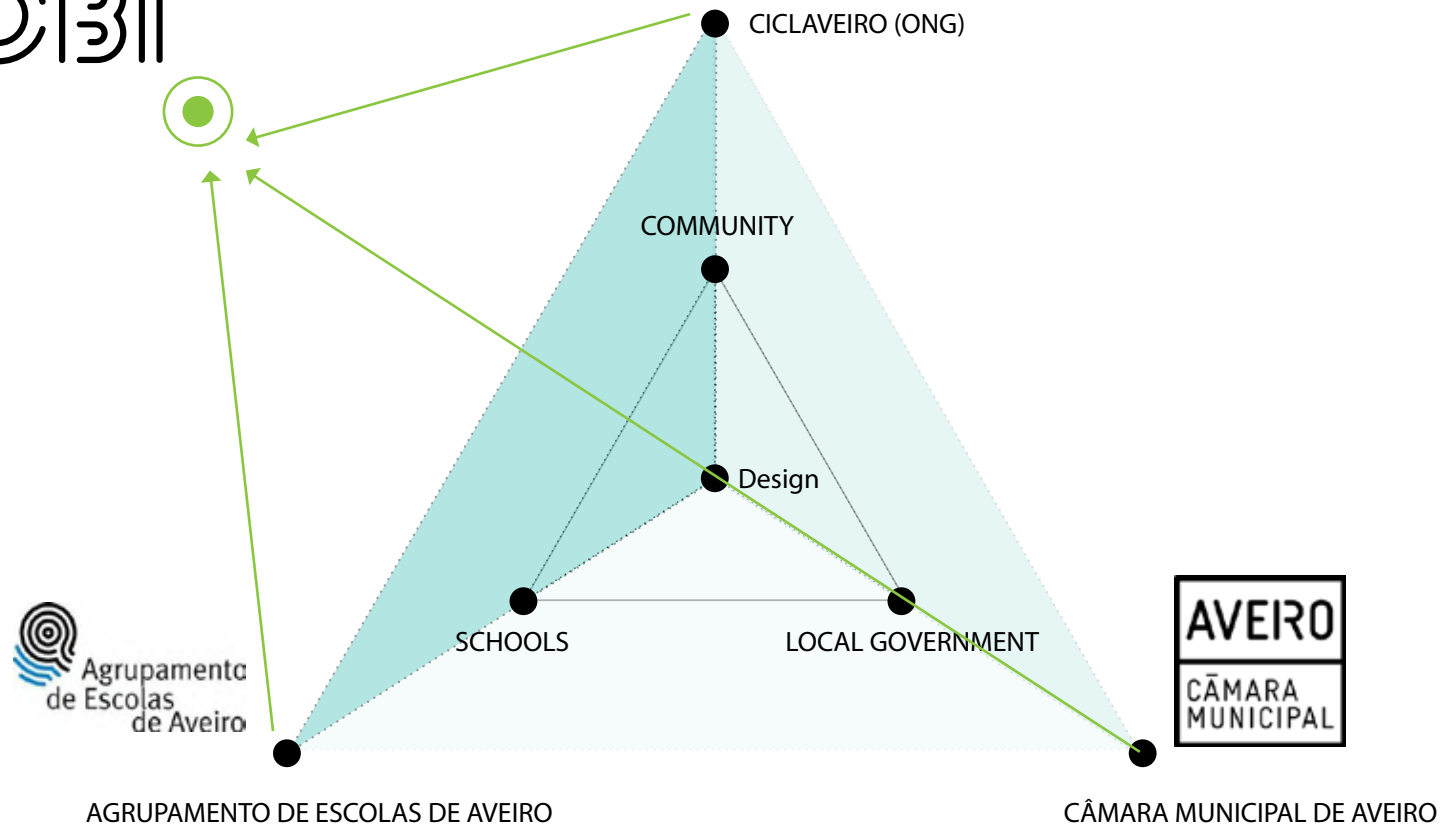 CICLAVEIRO (ONG)
COMMUNITY
Design
SCHOOLS
LOCAL GOVERNMENT
Agrupamento
de Escolas
de Aveiro
AVEIRO
CÂMARA
MUNICIPAL
AGRUPAMENTO DE ESCOLAS DE AVEIRO
CÂMARA MUNICIPAL DE AVEIRO